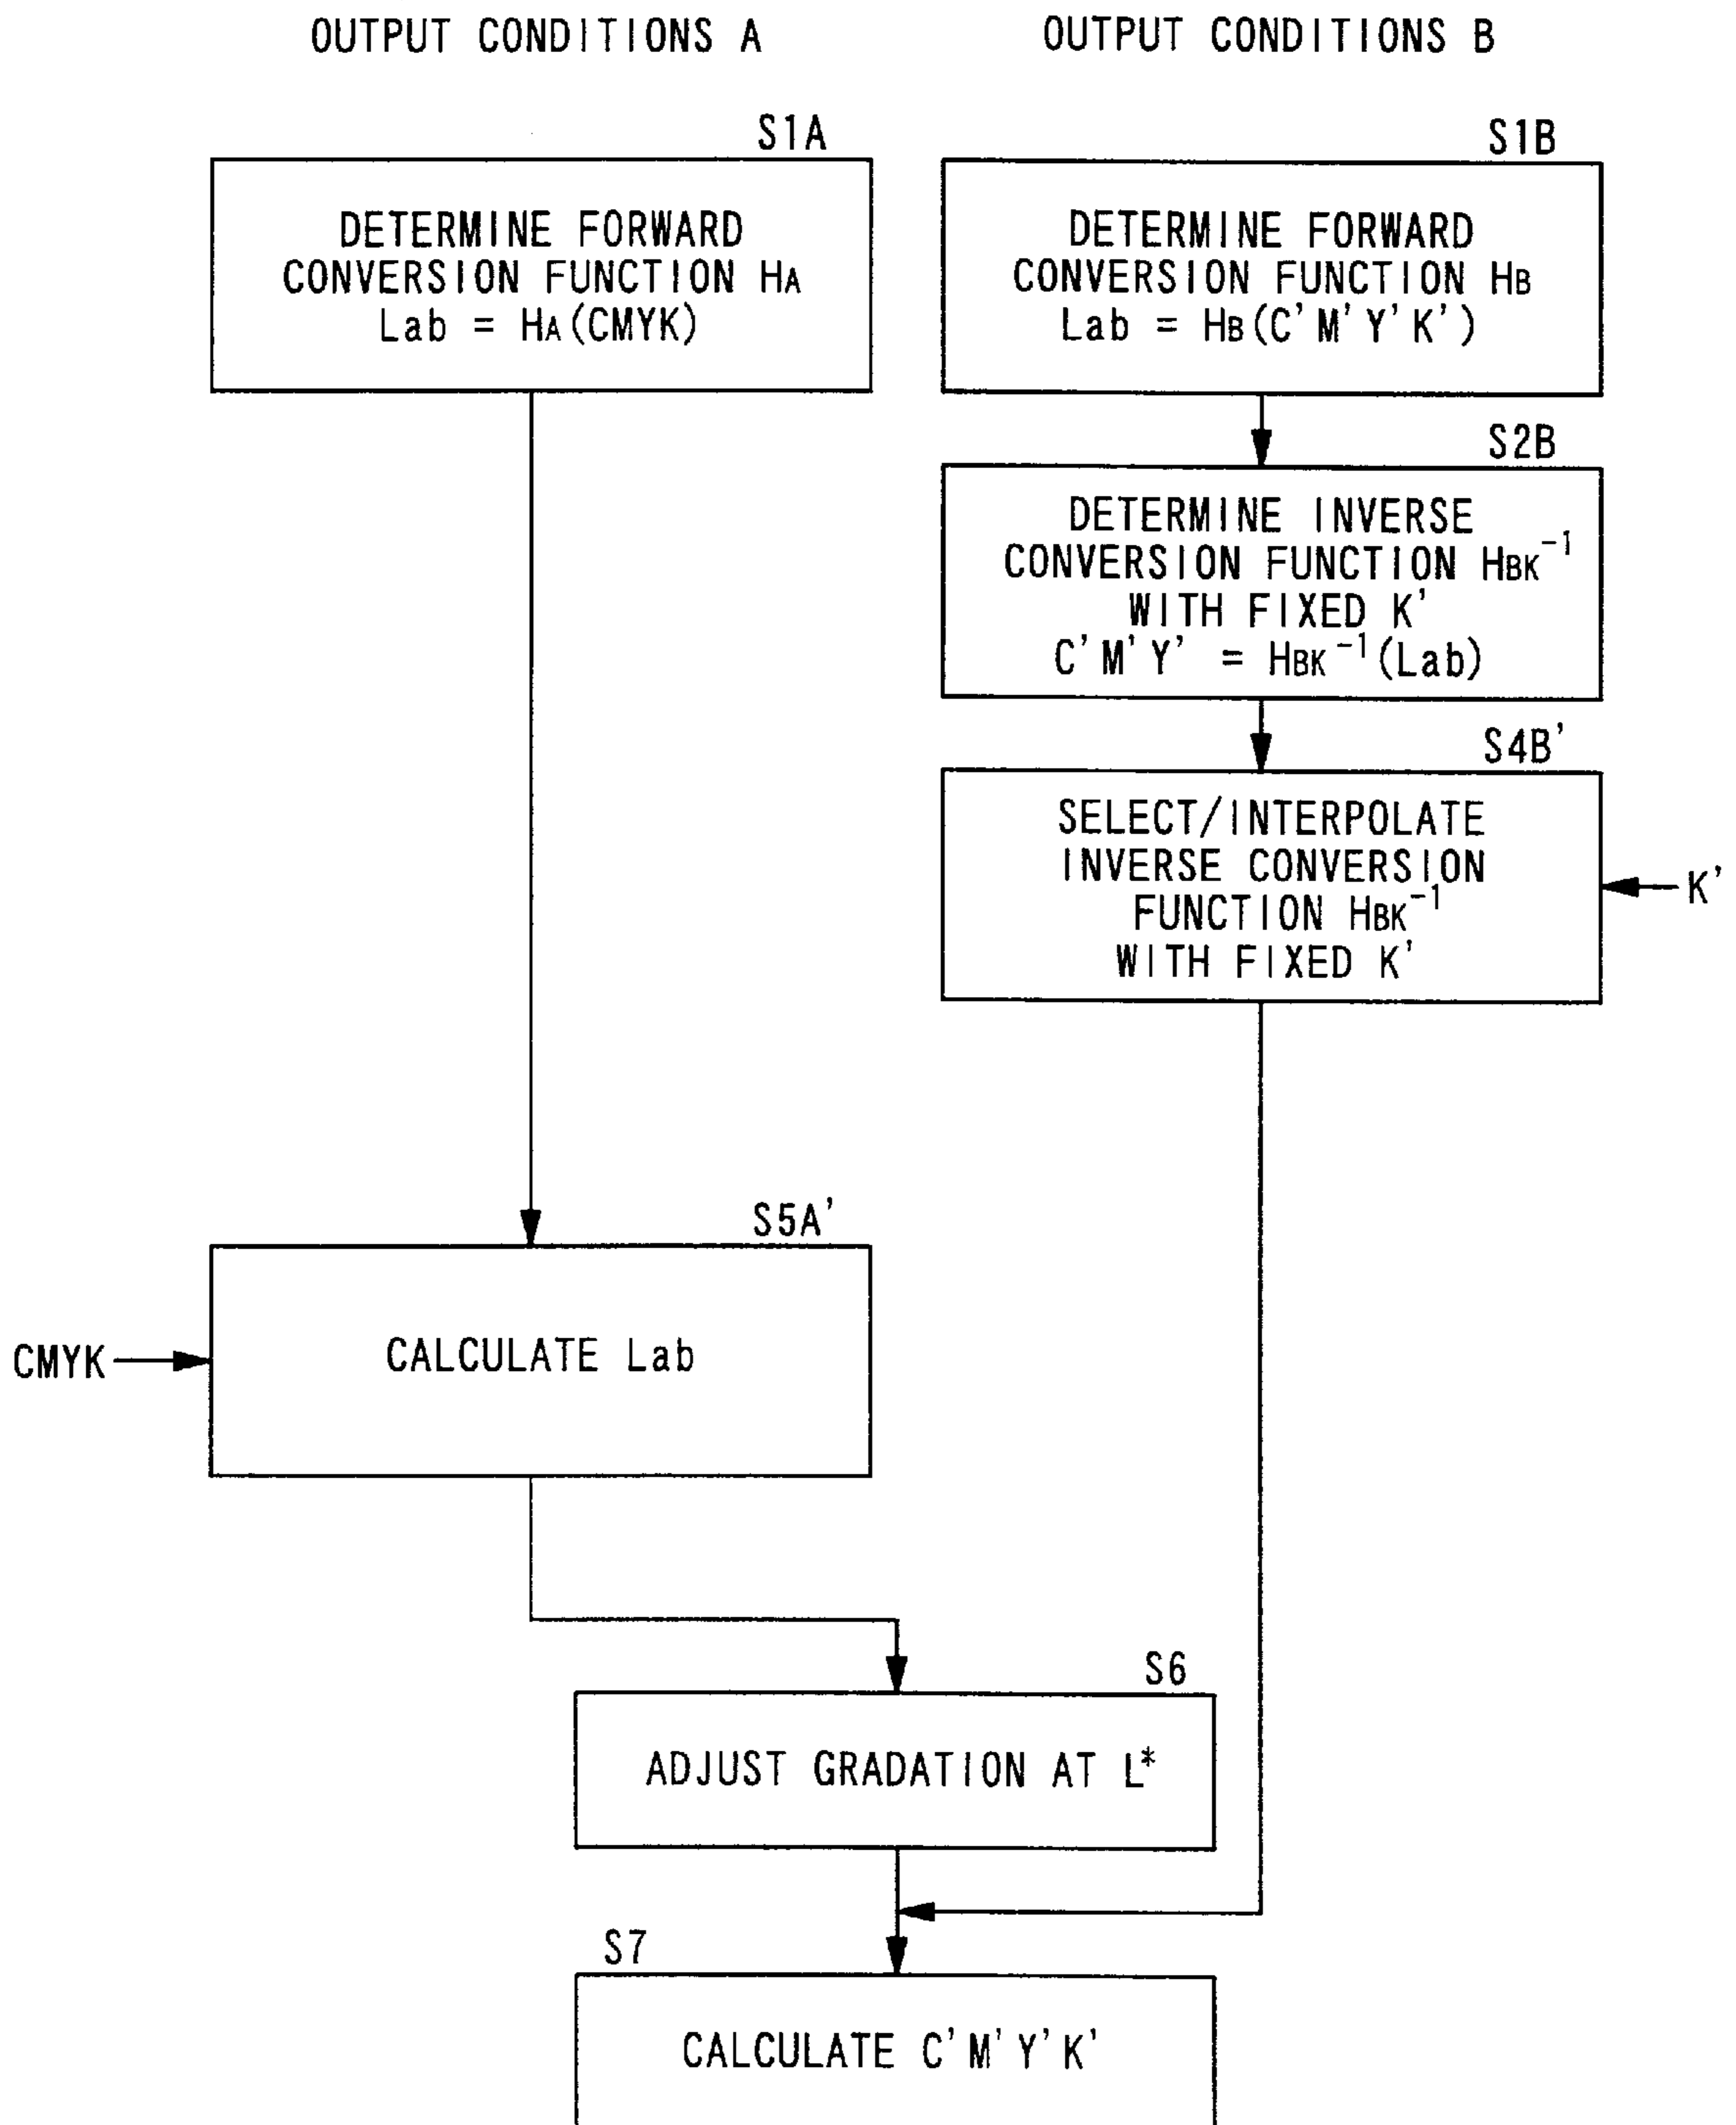 OUTPUT CONDITIONS A
OUTPUT CONDITIONS B
S1A
DETERMINE FORWARD
CONVERSION FUNCTION HA
Lab = HA(CMYK)
S1B
DETERMINE FORWARD
CONVERSION FUNCTION HB
Lab = HB(C'M'Y'K')
S2B
DETERMINE INVERSE
CONVERSION FUNCTION HBK⁻¹
WITH FIXED K'
C'M'Y' = HBK⁻¹(Lab)
S4B'
SELECT/INTERPOLATE
INVERSE CONVERSION
FUNCTION HBK⁻¹
WITH FIXED K'
K'
S5A'
CMYK
CALCULATE Lab
S6
ADJUST GRADATION AT L*
S7
CALCULATE C'M'Y'K'